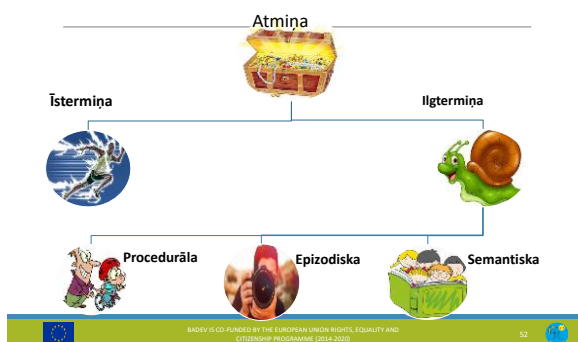 Atmiņa
Īstermiņa
Ilgtermiņa
Procedurāla
Epizodiska
Semantiska
BADEV IS CO-FUNDED BY THE EUROPEAN UNION RIGHTS, EQUALITY AND
CITIZENSHIP PROGRAMME (2014-2020)
52